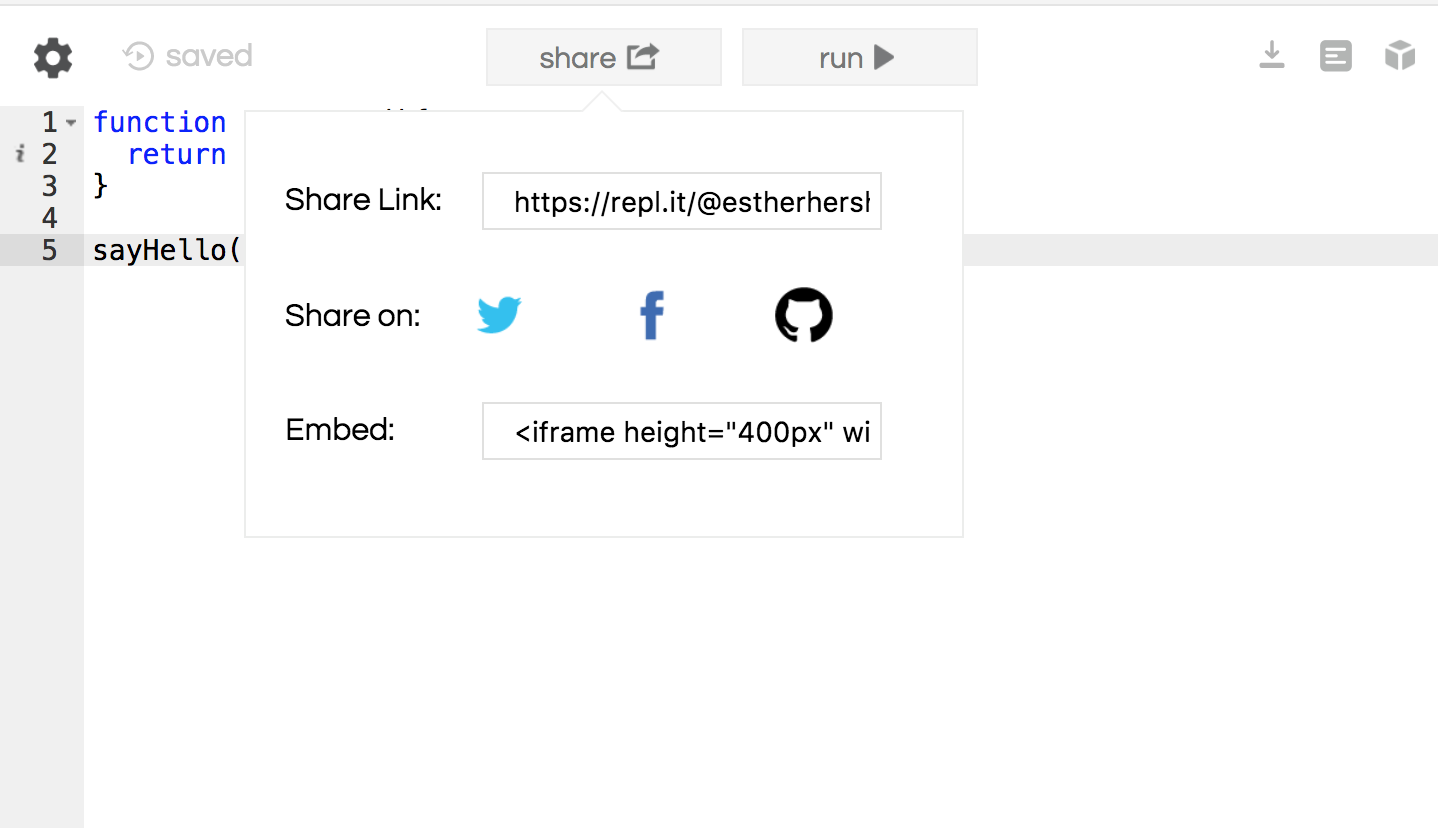 saved
share
run
1 function
i 2 return
3 }
4
5 sayHello(
Share Link: https://repl.it/@estherhersh
Share on:
Embed: <iframe height="400px" wi